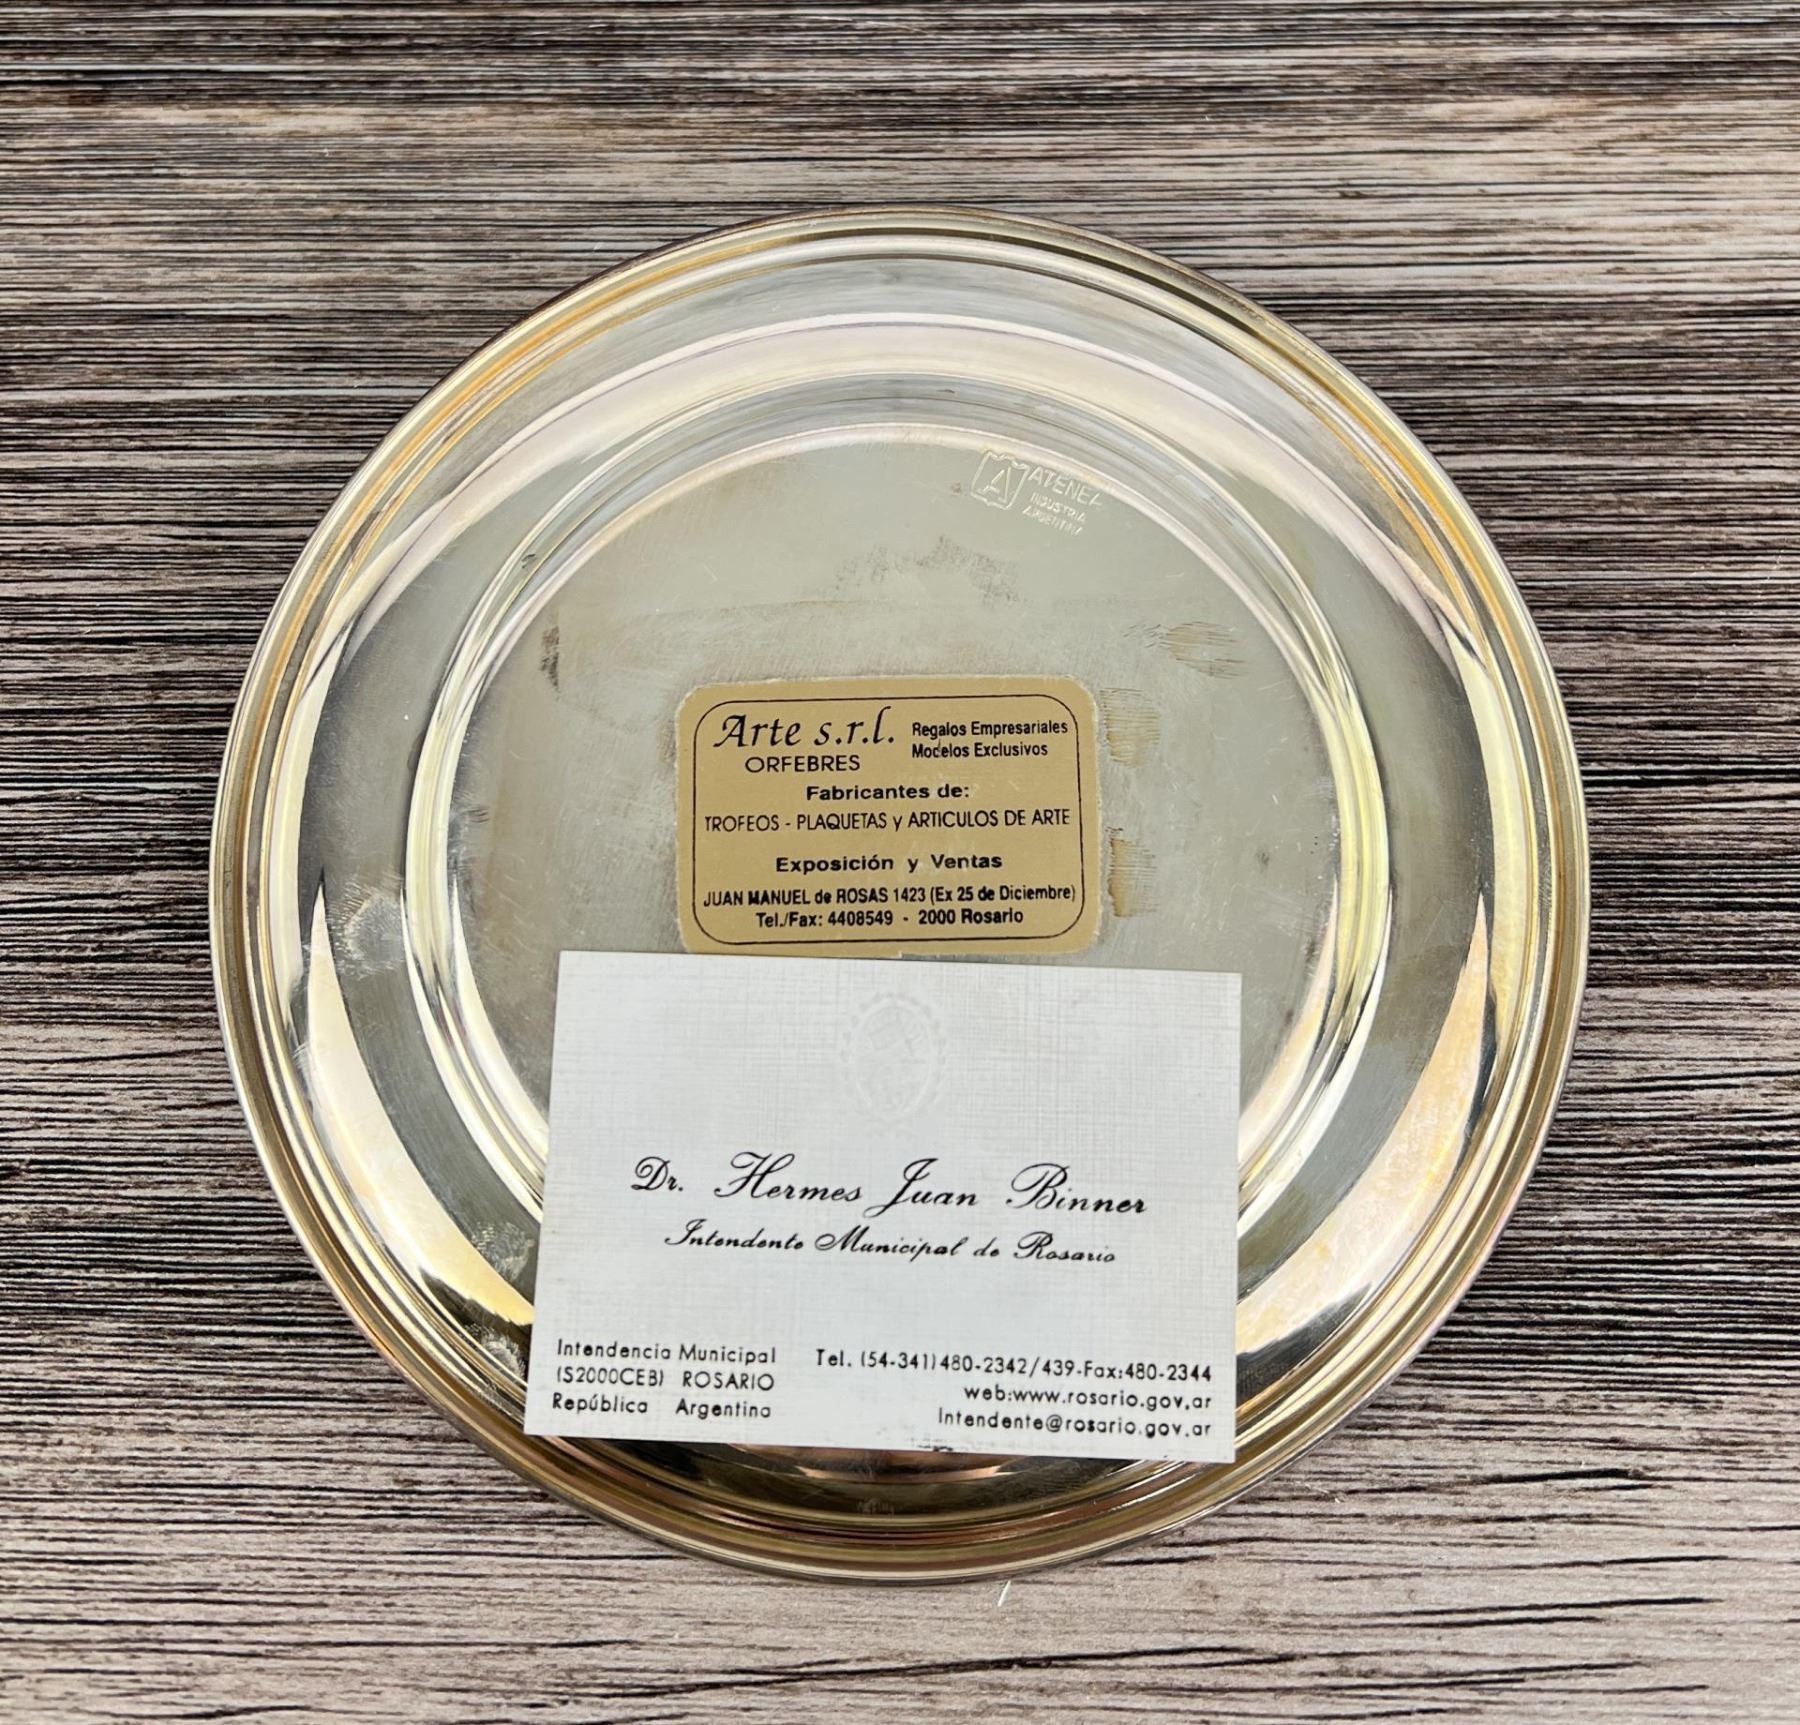 A
ATENEA
INDUSTRIA
ARGENTINA
Arte s.r.l.
ORFEBRES
Regalos Empresariales
Modelos Exclusivos
Fabricantes de:
TROFEOS - PLAQUETAS y ARTICULOS DE ARTE
Exposición y Ventas
JUAN MANUEL de ROSAS 1423 (Ex 25 de Diciembre)
Tel./Fax: 4408549 - 2000 Rosario
Dr. Hermes Juan Binner
Intendente Municipal de Rosario
Intendencia Municipal
(S2000CEB) ROSARIO
República Argentina
Tel. (54-341)480-2342/439-Fax:480-2344
web:www.rosario.gov.ar
Intendente@rosario.gov.ar